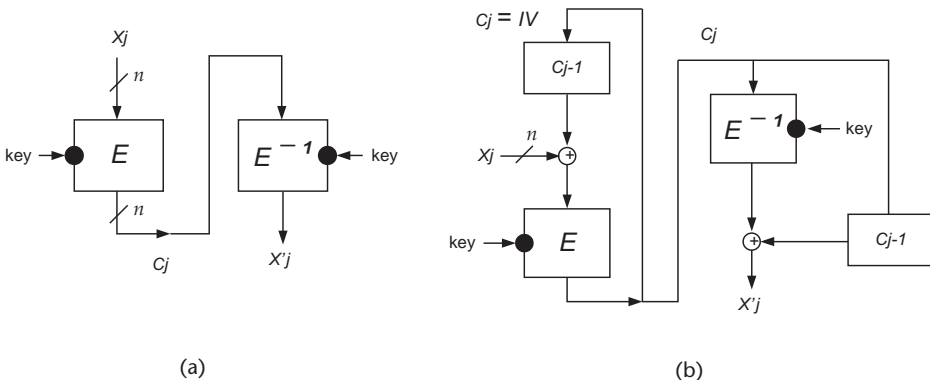 Xj
n
key
E
n
Cj
E – 1
key
X'j
(a)
Cj = IV
Cj-1
n
Xj
+
key
E
Cj
E – 1
key
+
Cj-1
X'j
(b)